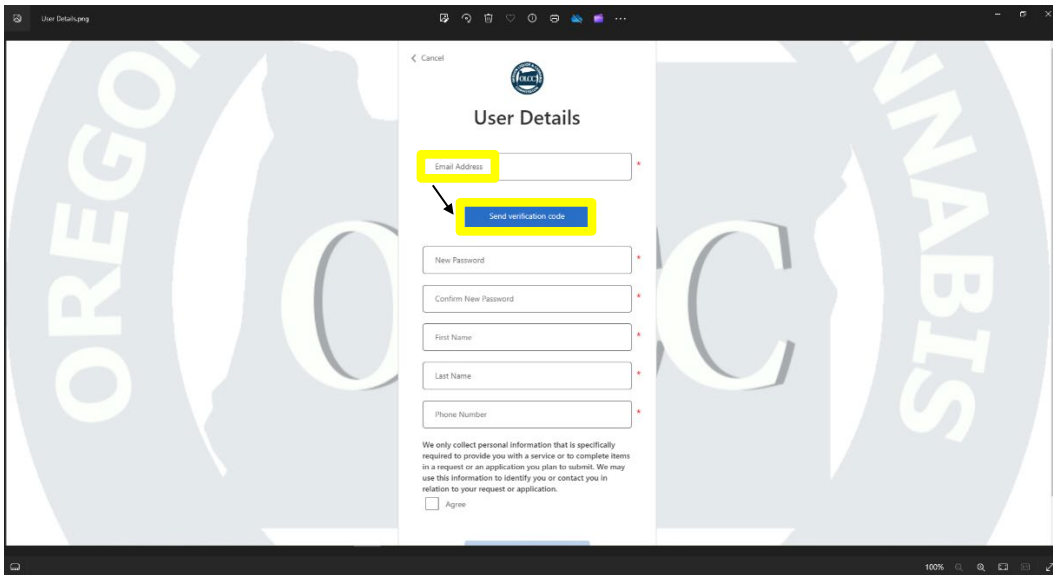 User Details.png
Cancel
OLCC
User Details
Email Address *
Send verification code
New Password *
Confirm New Password *
First Name *
Last Name *
Phone Number *
We only collect personal information that is specifically
required to provide you with a service or to complete items
in a request or an application you plan to submit. We may
use this information to identify you or contact you in
relation to your request or application.
Agree
OREGON
NNABIS
O
C
100%